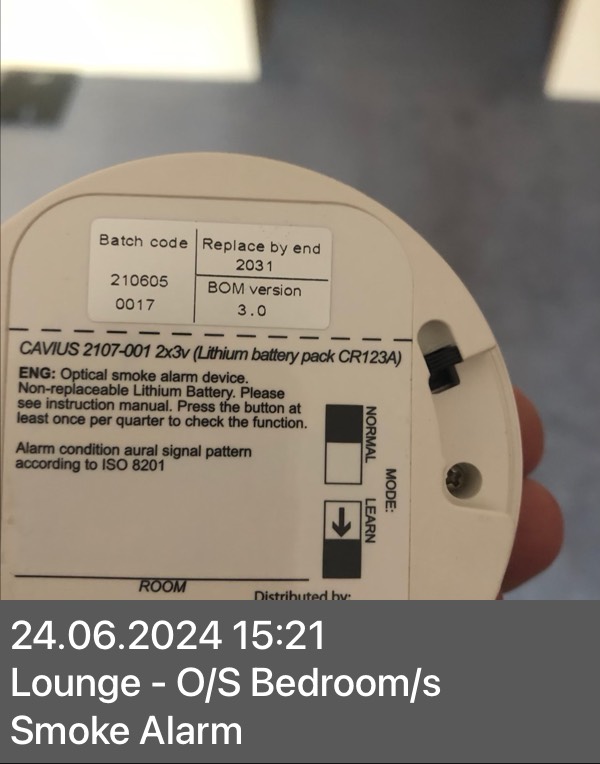 Batch code
210605
0017
Replace by end
2031
BOM version
3.0
CAVIUS 2107-001 2x3v (Lithium battery pack CR123A)
ENG: Optical smoke alarm device.
Non-replaceable Lithium Battery. Please
see instruction manual. Press the button at
least once per quarter to check the function.
Alarm condition aural signal pattern
according to ISO 8201
NORMAL
MODE:
LEARN
ROOM
Distributed by:
24.06.2024 15:21
Lounge - O/S Bedroom/s
Smoke Alarm